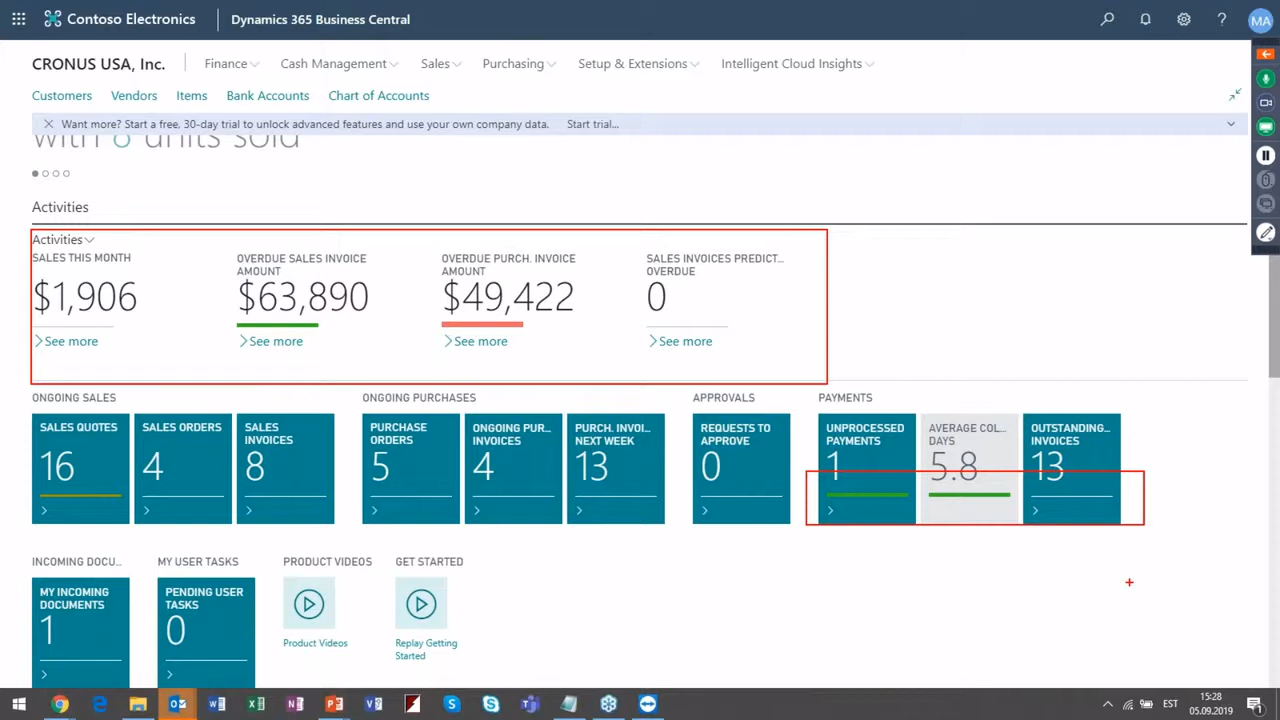 Contoso Electronics Dynamics 365 Business Central MA
CRONUS USA, Inc. Finance Cash Management Sales Purchasing Setup & Extensions Intelligent Cloud Insights
Customers Vendors Items Bank Accounts Chart of Accounts
Want more? Start a free, 30-day trial to unlock advanced features and use your own company data. Start trial...
with 8 units sold
Activities
Activities
SALES THIS MONTH
$1,906
See more
OVERDUE SALES INVOICE
AMOUNT
$63,890
See more
OVERDUE PURCH. INVOICE
AMOUNT
$49,422
See more
SALES INVOICES PREDICT...
OVERDUE
0
See more
ONGOING SALES
SALES QUOTES
16
SALES ORDERS
4
SALES
INVOICES
8
ONGOING PURCHASES
PURCHASE
ORDERS
5
ONGOING PUR...
INVOICES
4
PURCH. INVOI...
NEXT WEEK
13
APPROVALS
REQUESTS TO
APPROVE
0
PAYMENTS
UNPROCESSED
PAYMENTS
1
AVERAGE COL...
DAYS
5.8
OUTSTANDING...
INVOICES
13
INCOMING DOCU...
MY INCOMING
DOCUMENTS
1
MY USER TASKS
PENDING USER
TASKS
0
PRODUCT VIDEOS
Product Videos
GET STARTED
Replay Getting
Started
EST
15:28
05.09.2019